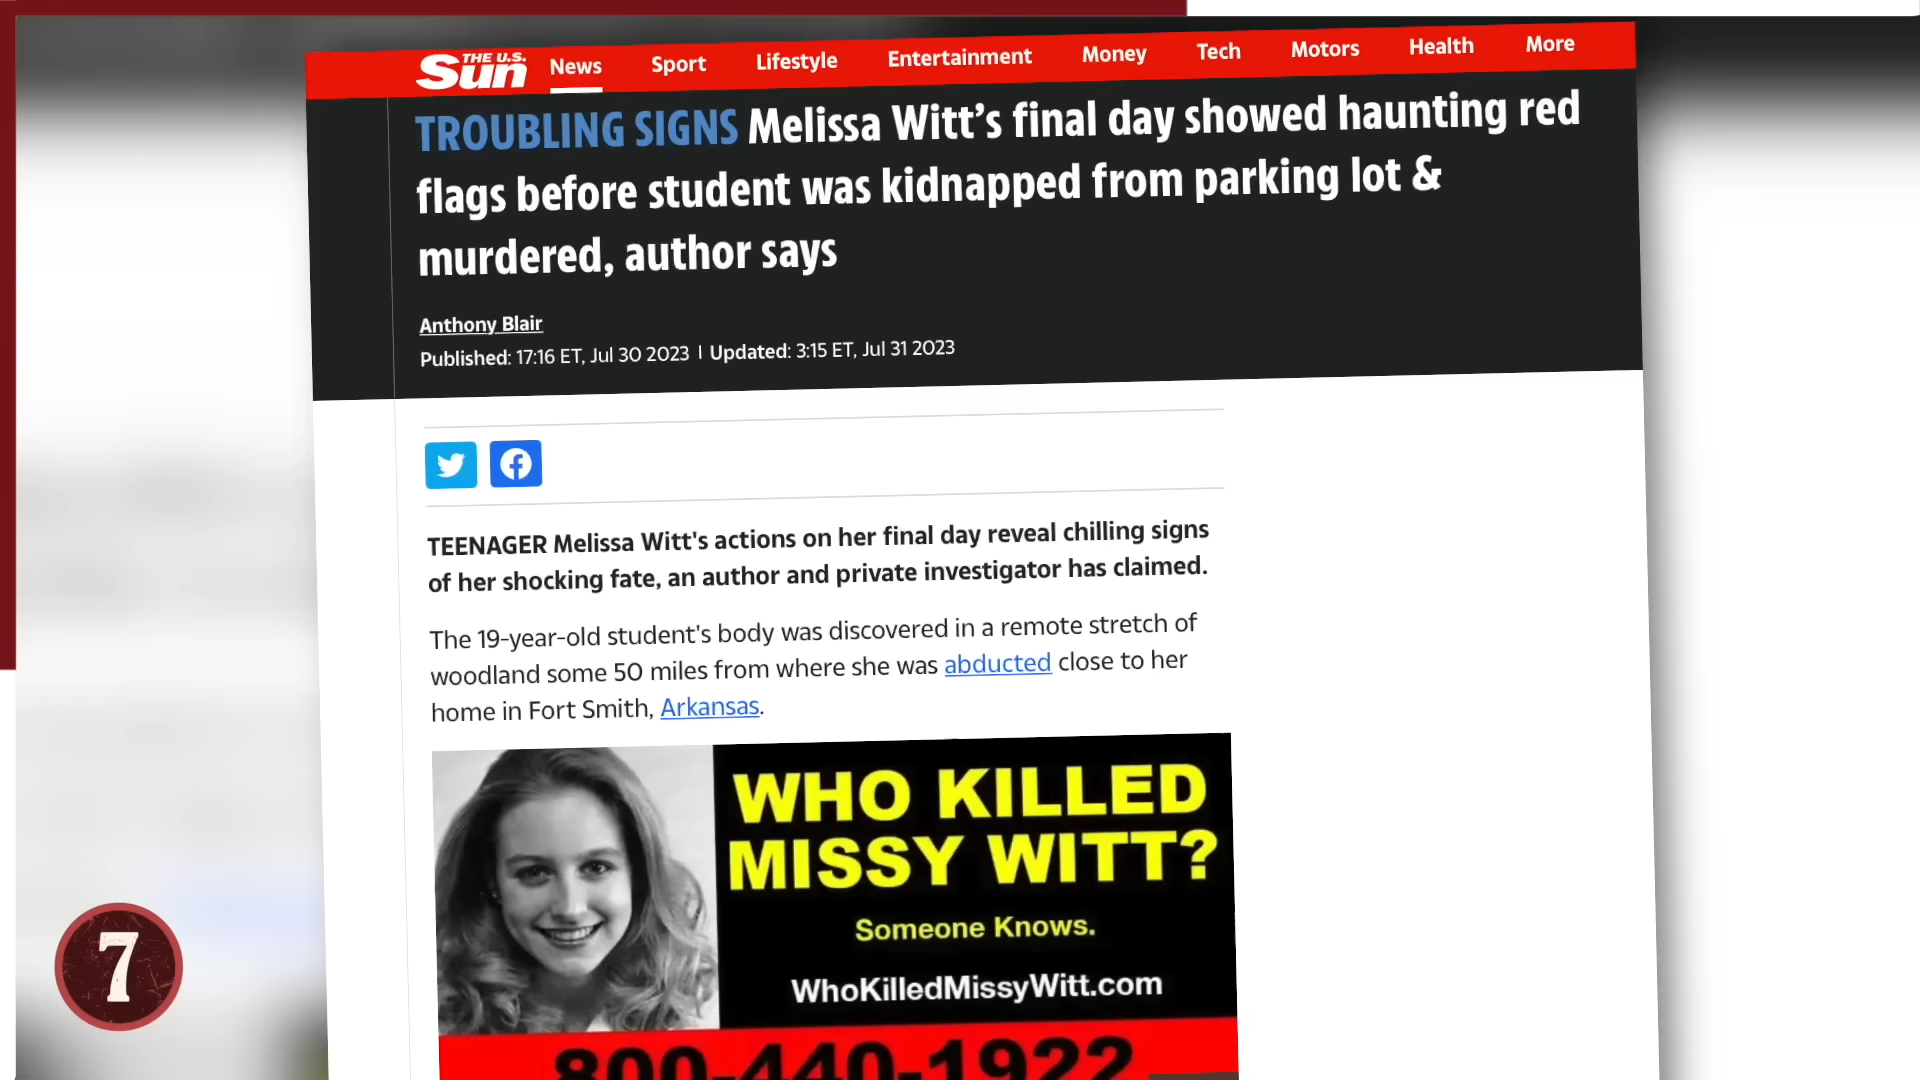 THE U.S.
Sun
News Sport Lifestyle Entertainment Money Tech Motors Health More
TROUBLING SIGNS Melissa Witt’s final day showed haunting red
flags before student was kidnapped from parking lot &
murdered, author says
Anthony Blair
Published: 17:16 ET, Jul 30 2023 | Updated: 3:15 ET, Jul 31 2023
TEENAGER Melissa Witt's actions on her final day reveal chilling signs
of her shocking fate, an author and private investigator has claimed.
The 19-year-old student's body was discovered in a remote stretch of
woodland some 50 miles from where she was abducted close to her
home in Fort Smith, Arkansas.
WHO KILLED
MISSY WITT?
Someone Knows.
WhoKilledMissyWitt.com
800-440-1922
7